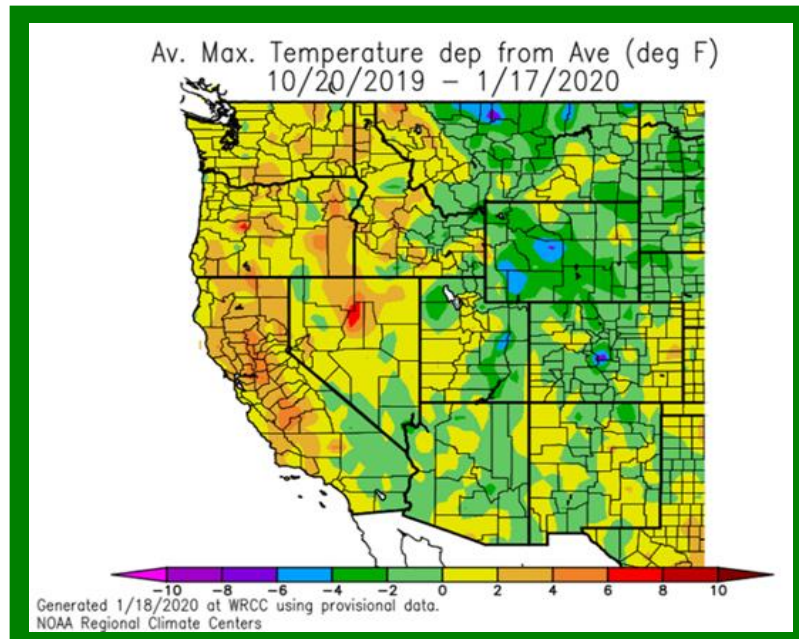 Av. Max. Temperature dep from Ave (deg F)
10/20/2019 – 1/17/2020
-10 -8 -6 -4 -2 0 2 4 6 8 10
Generated 1/18/2020 at WRCC using provisional data.
NOAA Regional Climate Centers